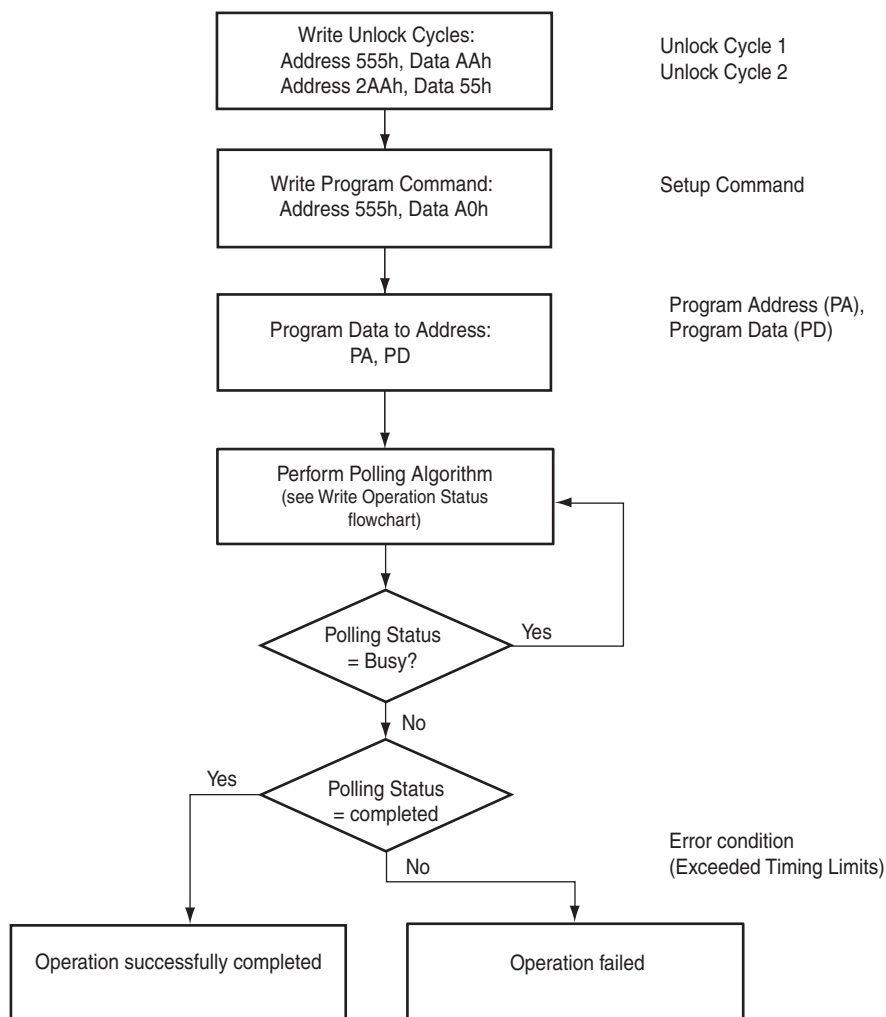 Write Unlock Cycles:
Address 555h, Data AAh
Address 2AAh, Data 55h
Unlock Cycle 1
Unlock Cycle 2
Write Program Command:
Address 555h, Data A0h
Setup Command
Program Data to Address:
PA, PD
Program Address (PA),
Program Data (PD)
Perform Polling Algorithm
(see Write Operation Status
flowchart)
Polling Status
= Busy?
Yes
No
Polling Status
= completed
Yes
No
Error condition
(Exceeded Timing Limits)
Operation successfully completed
Operation failed